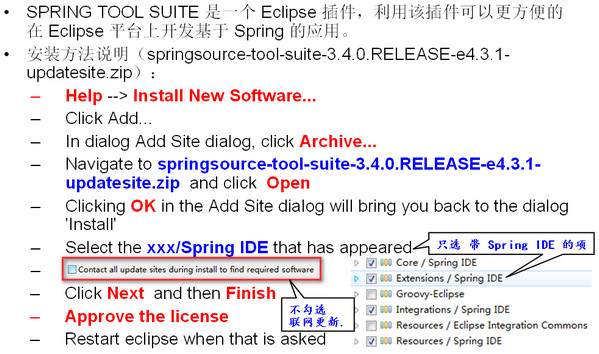 • SPRING TOOL SUITE 是一个 Eclipse 插件，利用该插件可以更方便的
在 Eclipse 平台上开发基于 Spring 的应用。
• 安装方法说明（springsource-tool-suite-3.4.0.RELEASE-e4.3.1-
updatesite.zip）：
– Help --> Install New Software...
– Click Add...
– In dialog Add Site dialog, click Archive...
– Navigate to springsource-tool-suite-3.4.0.RELEASE-e4.3.1-
updatesite.zip and click Open
– Clicking OK in the Add Site dialog will bring you back to the dialog
'Install'
– Select the xxx/Spring IDE that has appeared
只选 带 Spring IDE 的项
– Contact all update sites during install to find required software
– Click Next and then Finish
不勾选
联网更新.
– Approve the license
– Restart eclipse when that is asked
Core / Spring IDE
Extensions / Spring IDE
Groovy-Eclipse
Integrations / Spring IDE
Resources / Eclipse Integration Commons
Resources / Spring IDE